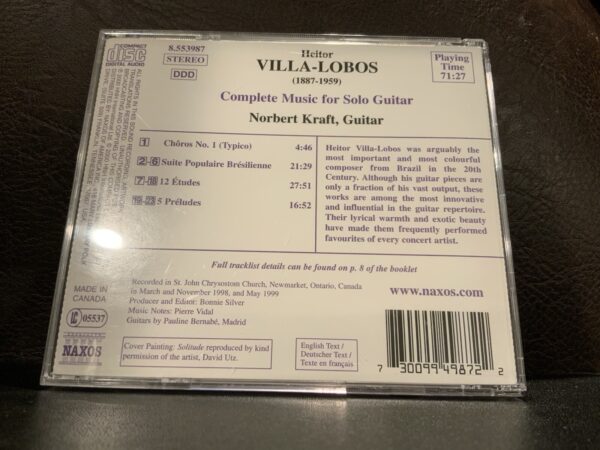 COMPACT
disc
DIGITAL AUDIO
8.553987
STEREO
DDD
Heitor
VILLA-LOBOS
(1887-1959)
Playing
Time
71:27
Complete Music for Solo Guitar
Norbert Kraft, Guitar
1 Chôros No. 1 (Typico) 4:46
2-6 Suite Populaire Brésilienne 21:29
7-18 12 Études 27:51
19-23 5 Préludes 16:52
Heitor Villa-Lobos was arguably the
most important and most colourful
composer from Brazil in the 20th
Century. Although his guitar pieces are
only a fraction of his vast output, these
works are among the most innovative
and influential in the guitar repertoire.
Their lyrical warmth and exotic beauty
have made them frequently performed
favourites of every concert artist.
Full tracklist details can be found on p. 8 of the booklet
Recorded in St. John Chrysostom Church, Newmarket, Ontario, Canada
in March and November 1998, and May 1999
Producer and Editor: Bonnie Silver
Music Notes: Pierre Vidal
Guitars by Pauline Bernabé, Madrid
www.naxos.com
MADE IN
CANADA
LC 05537
NAXOS
Cover Painting: Solitude reproduced by kind
permission of the artist, David Utz.
English Text /
Deutscher Text /
Texte en français
7 30099 49872 2